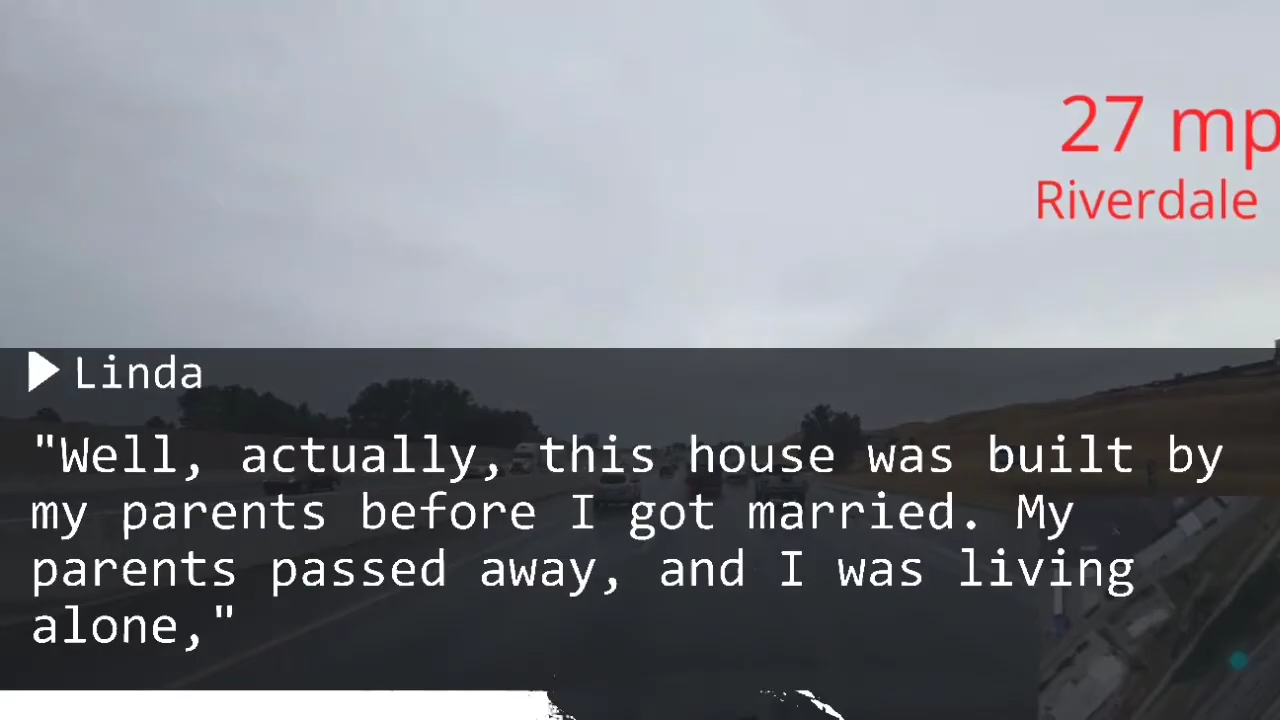 27 mp
Riverdale
Linda
"Well, actually, this house was built by
my parents before I got married. My
parents passed away, and I was living
alone,"